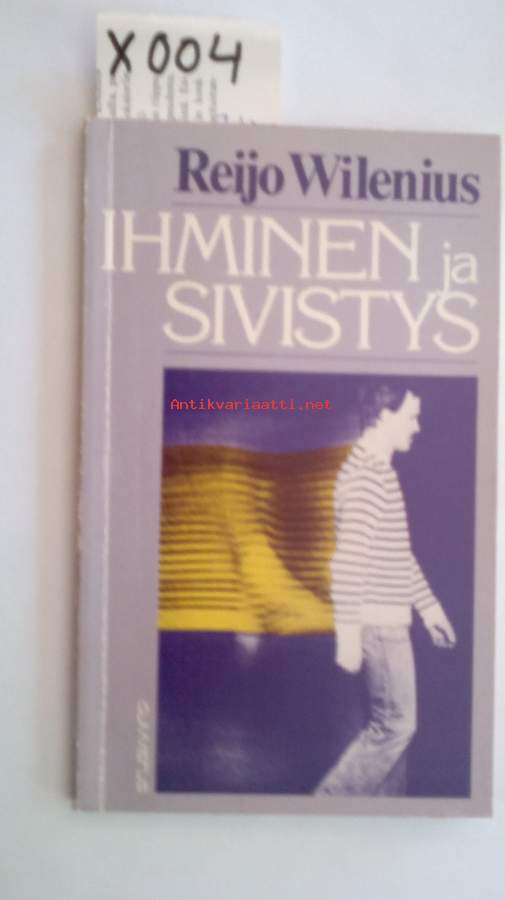 X004
Reijo Wilenius
IHMINEN ja
SIVISTYS
Antikvariaatti.net